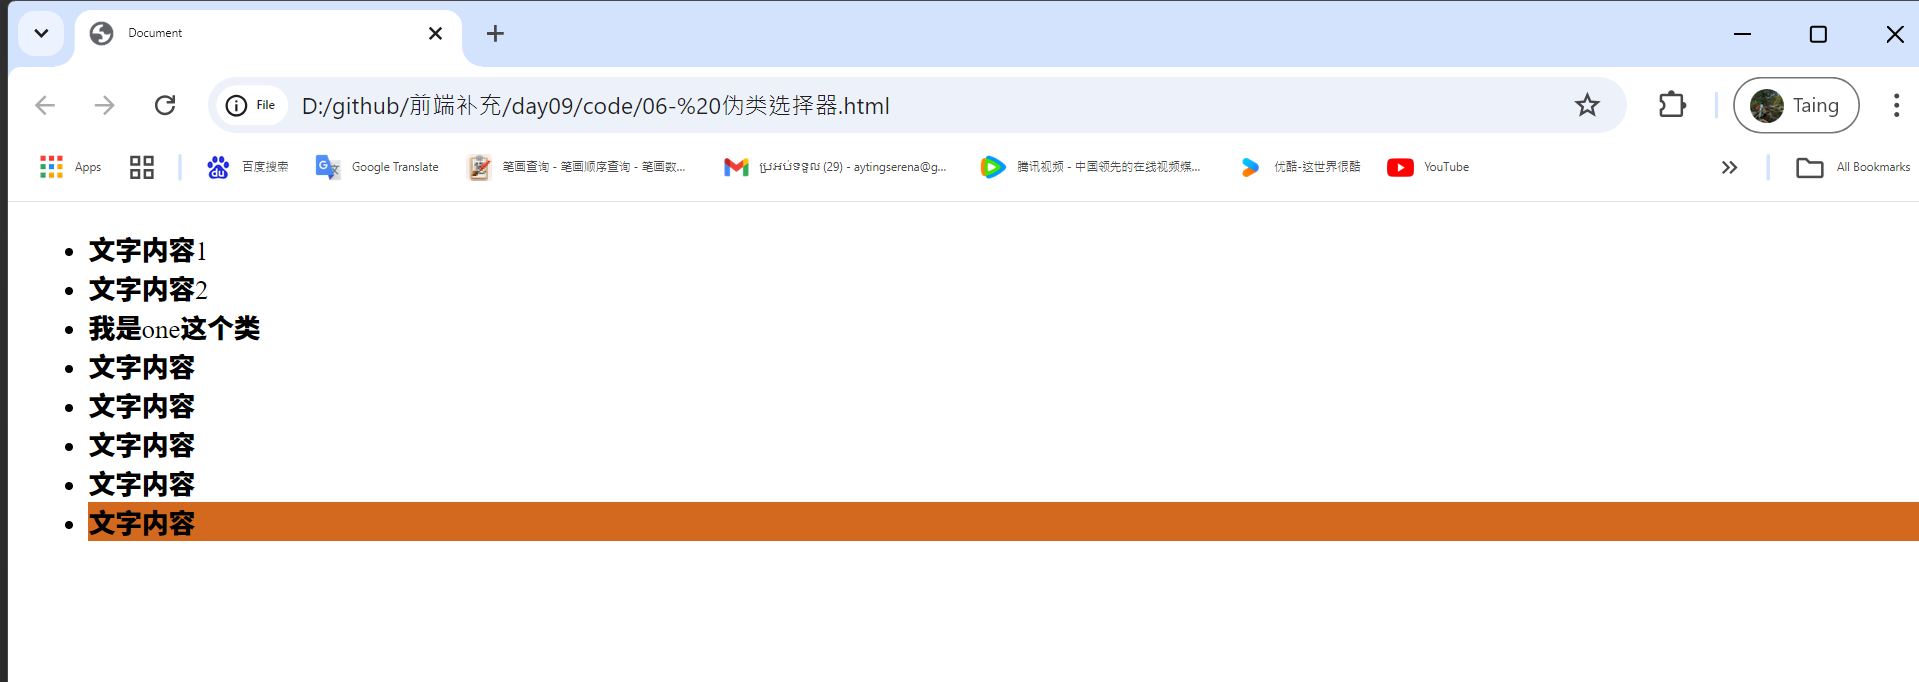 Document
File
D:/github/前端补充/day09/code/06-%20伪类选择器.html
Taing
Apps
百度搜索
Google Translate
笔画查询 - 笔画顺序查询 - 笔画数...
ប្រអប់ទទួល (29) - aytingserena@g...
腾讯视频 - 中国领先的在线视频媒...
优酷-这世界很酷
YouTube
All Bookmarks
文字内容1
文字内容2
我是one这个类
文字内容
文字内容
文字内容
文字内容
文字内容